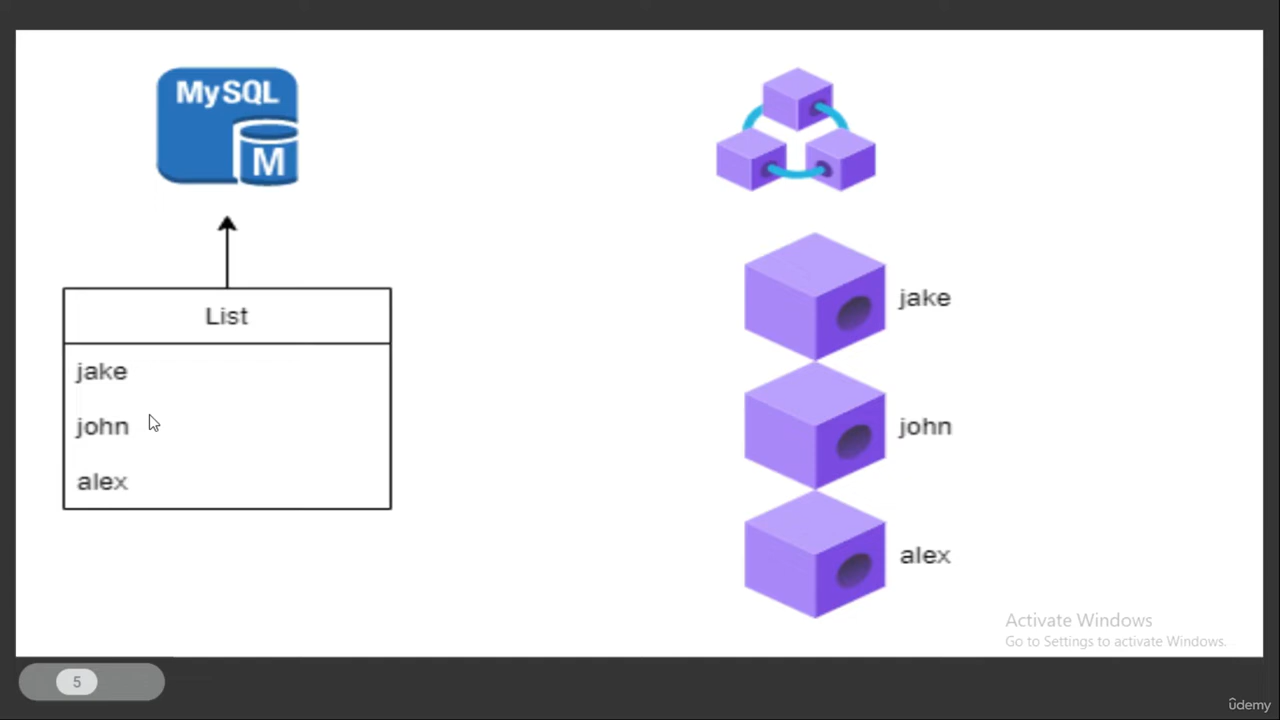 MySQL
M
List
jake
john
alex
jake
john
alex
Activate Windows
Go to Settings to activate Windows.
5
ûdemy